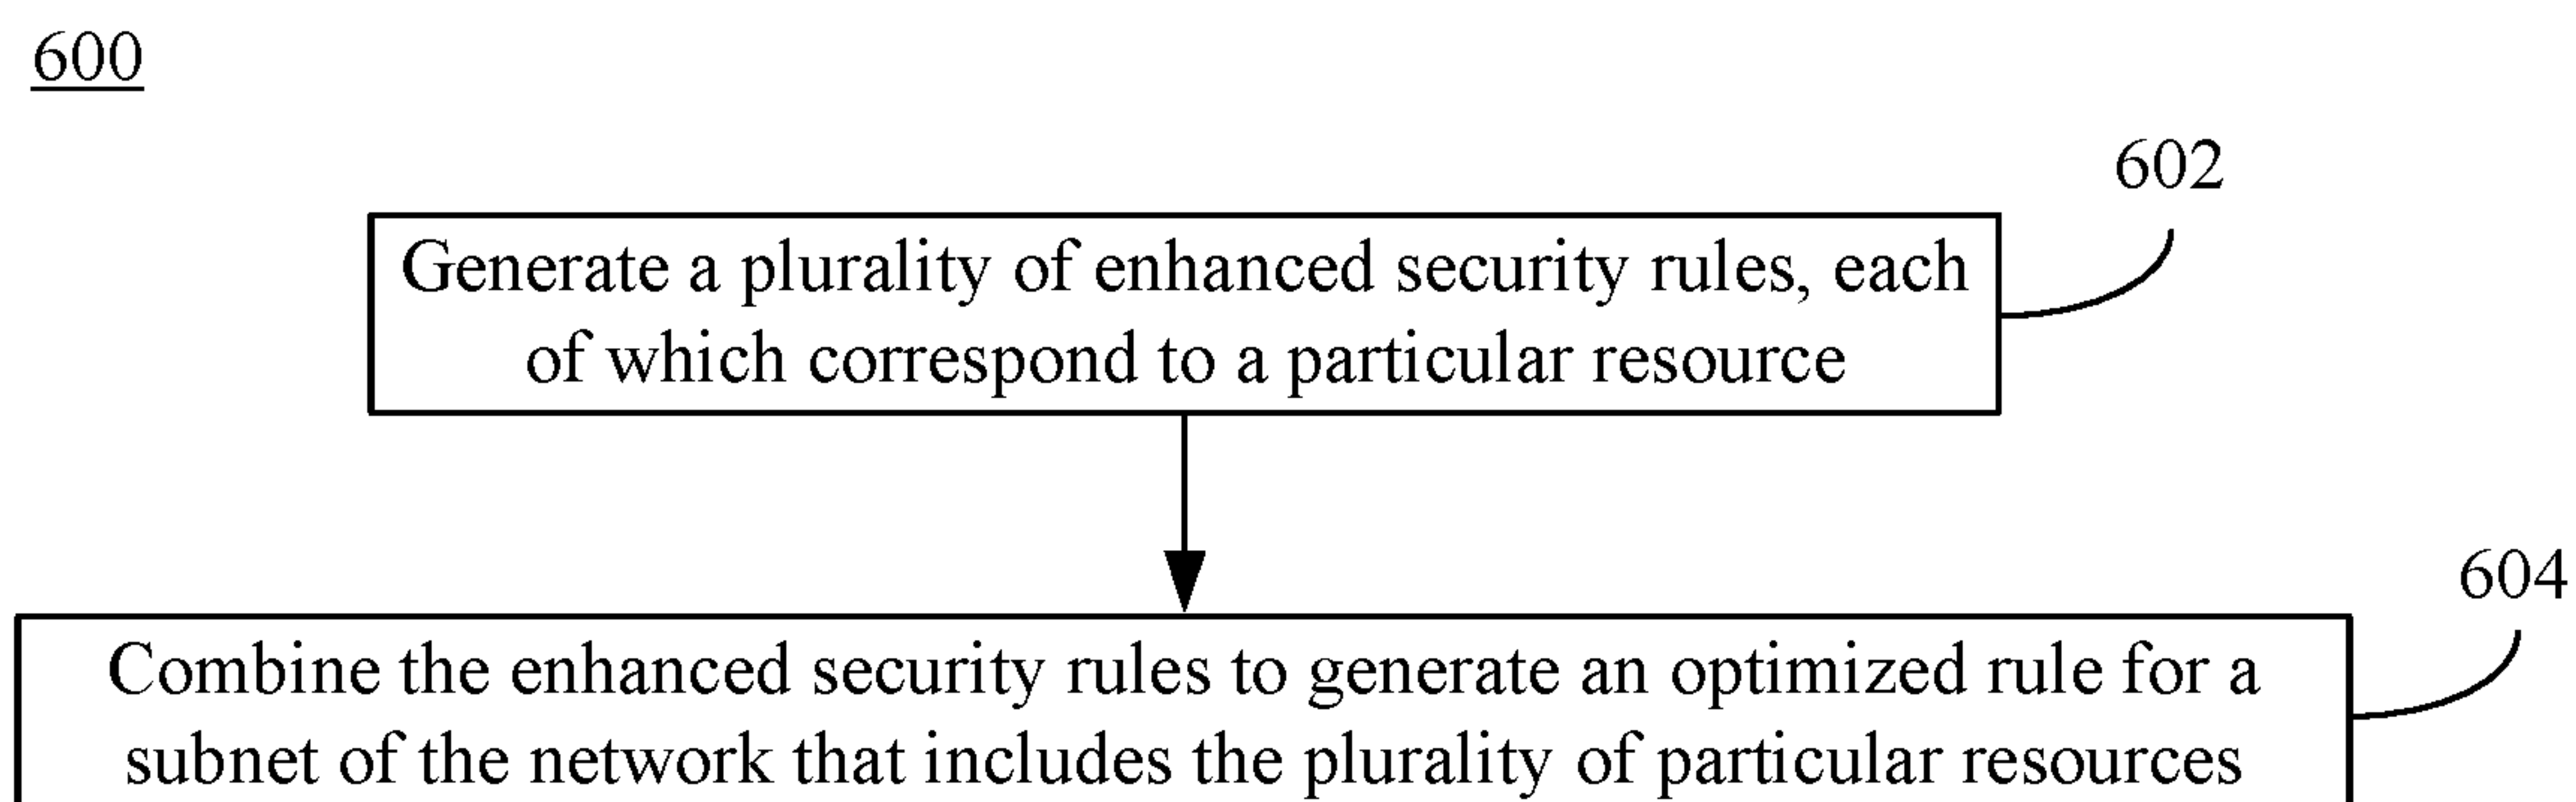 600
602
Generate a plurality of enhanced security rules, each
of which correspond to a particular resource
604
Combine the enhanced security rules to generate an optimized rule for a
subnet of the network that includes the plurality of particular resources